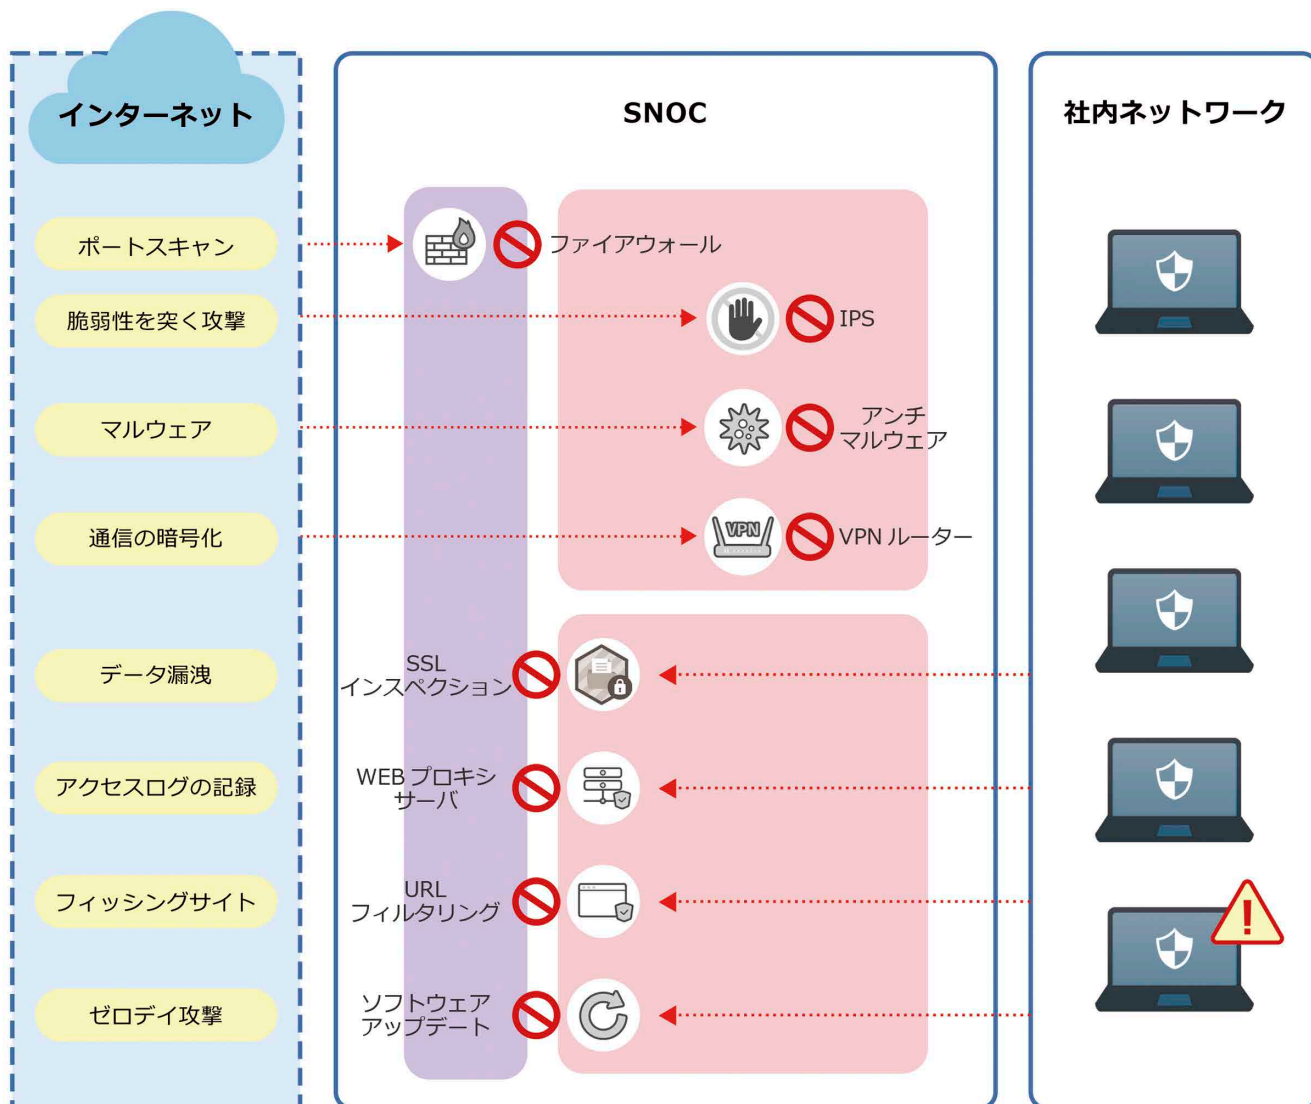 インターネット
SNOC
社内ネットワーク
ポートスキャン
ファイアウォール
脆弱性を突く攻撃
IPS
マルウェア
アンチ
マルウェア
通信の暗号化
VPN
VPN ルーター
データ漏洩
SSL
インスペクション
アクセスログの記録
WEB プロキシ
サーバ
フィッシングサイト
URL
フィルタリング
!
ゼロデイ攻撃
ソフトウェア
アップデート